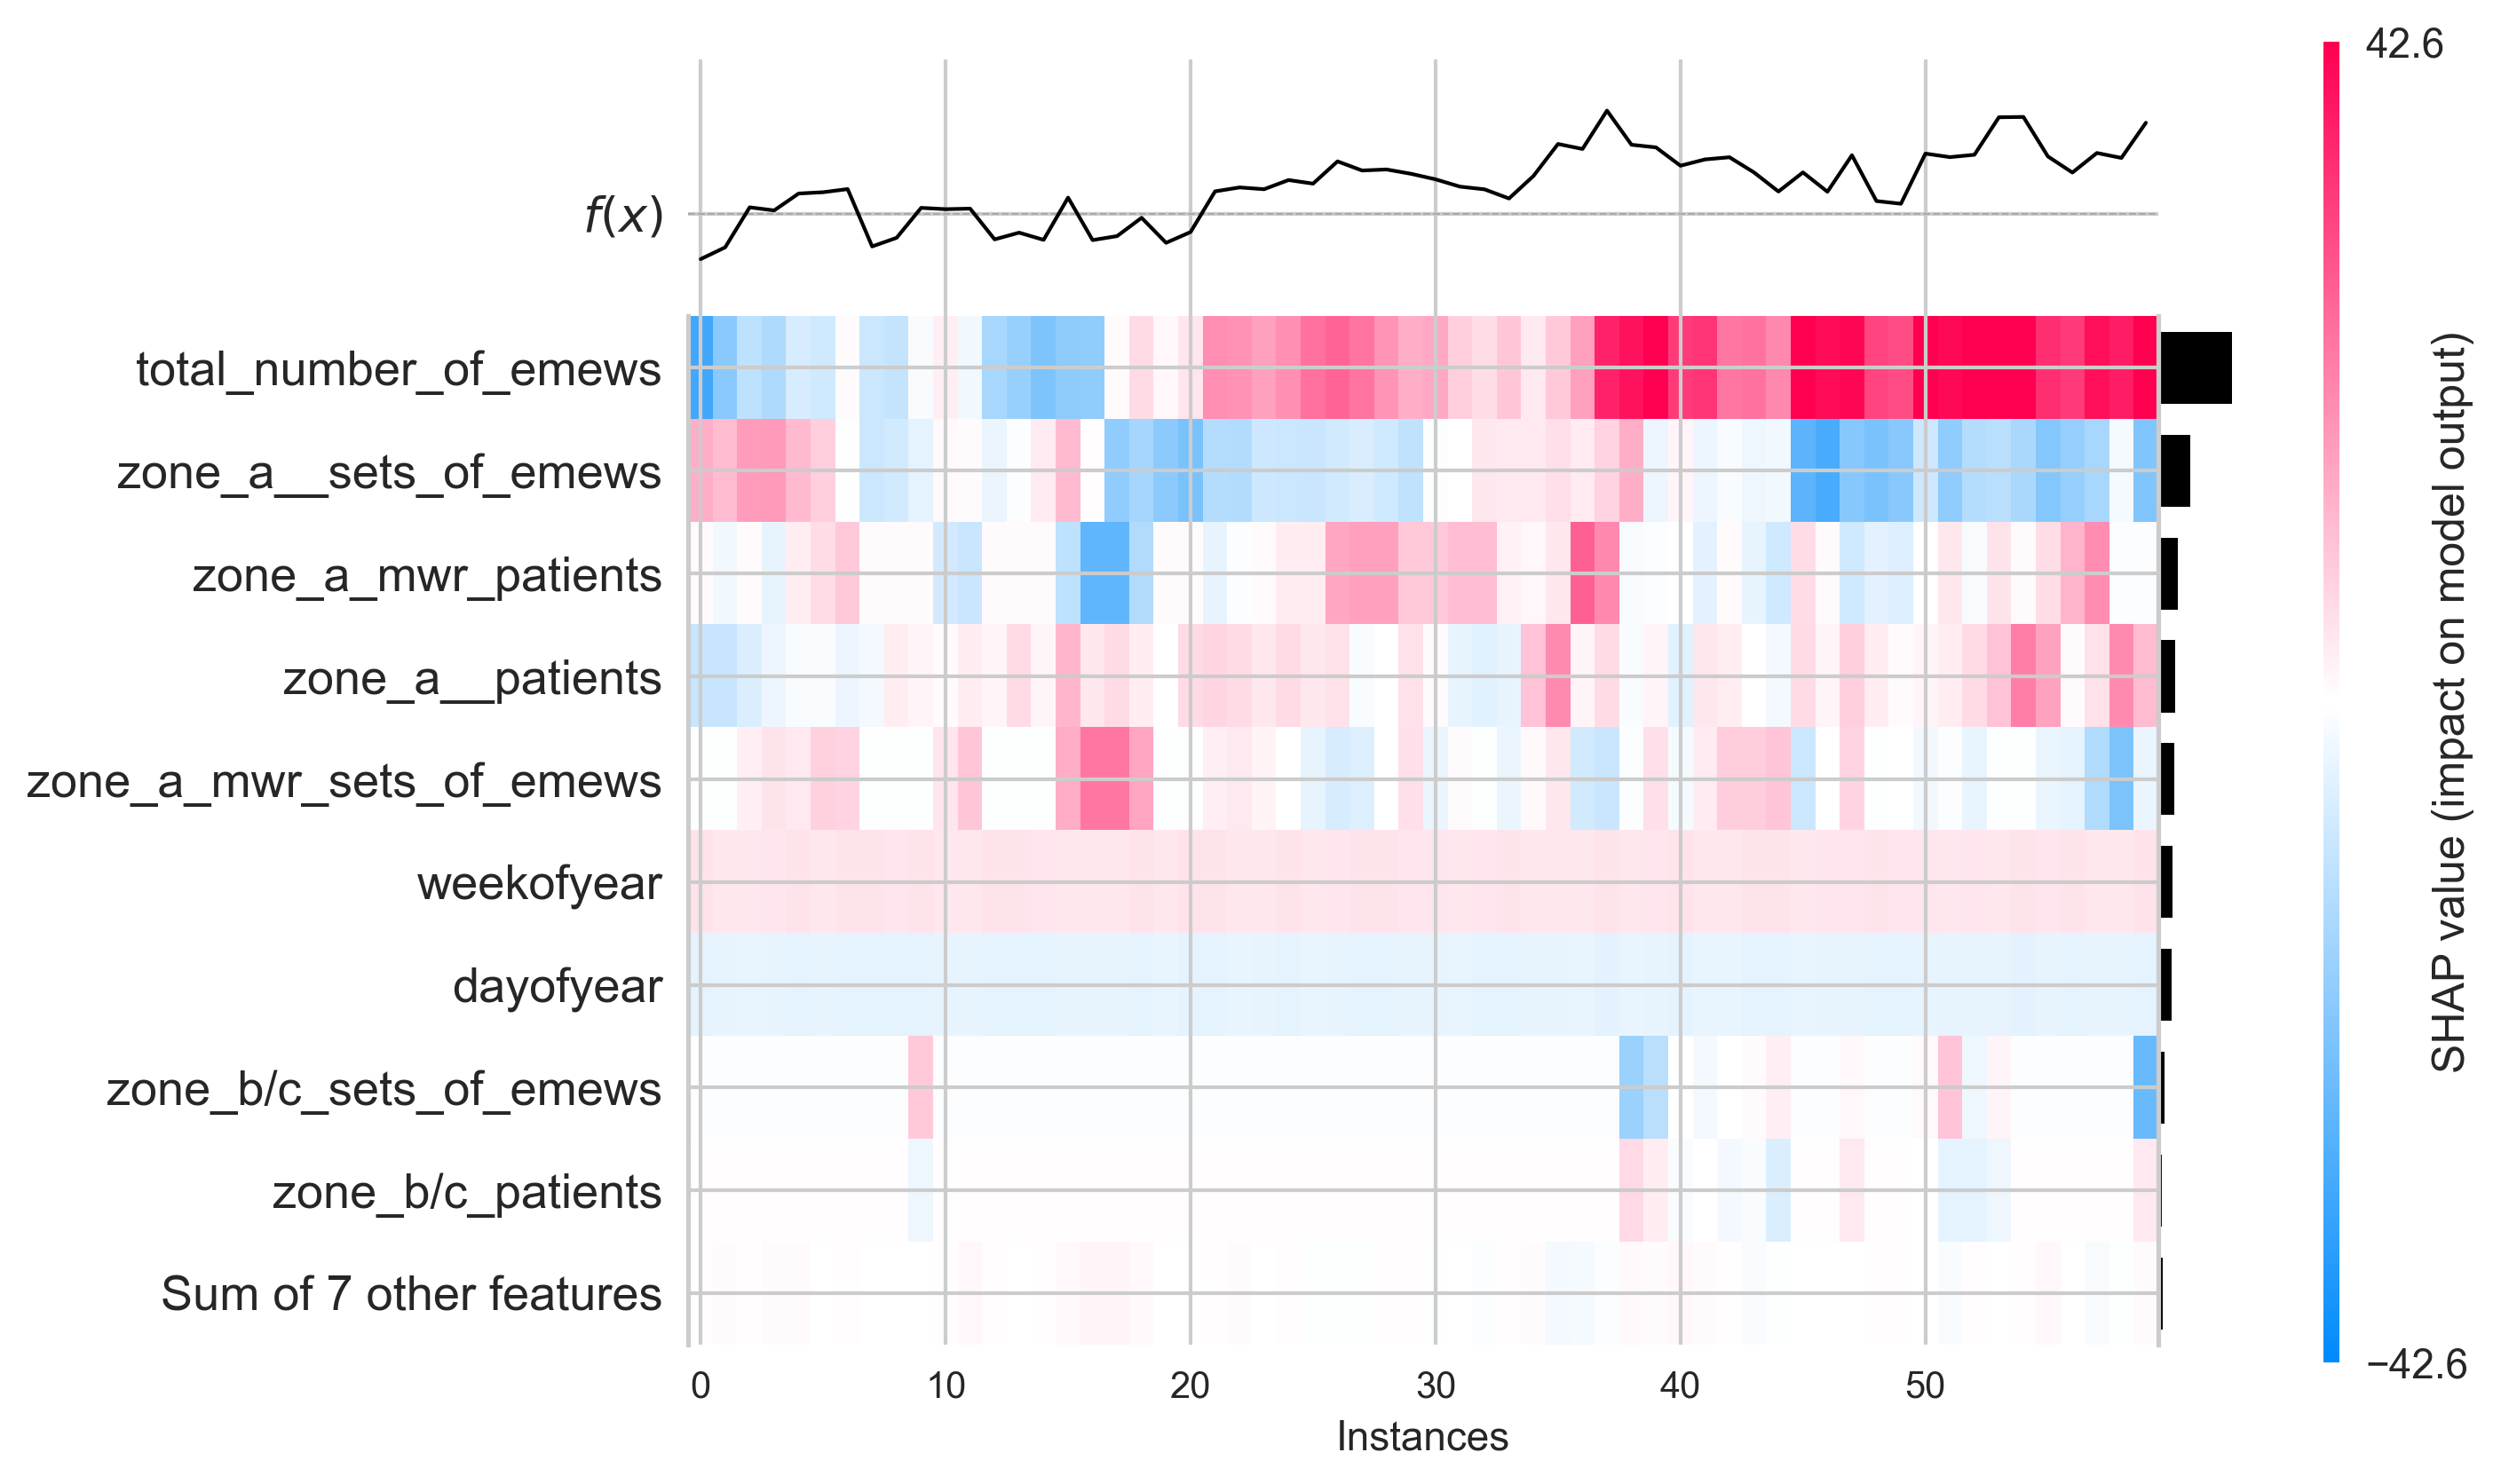 42.6
f(x)
total_number_of_emews
zone_a__sets_of_emews
zone_a_mwr_patients
zone_a__patients
zone_a_mwr_sets_of_emews
weekofyear
dayofyear
zone_b/c_sets_of_emews
zone_b/c_patients
Sum of 7 other features
0 10 20 30 40 50
Instances
SHAP value (impact on model output)
−42.6